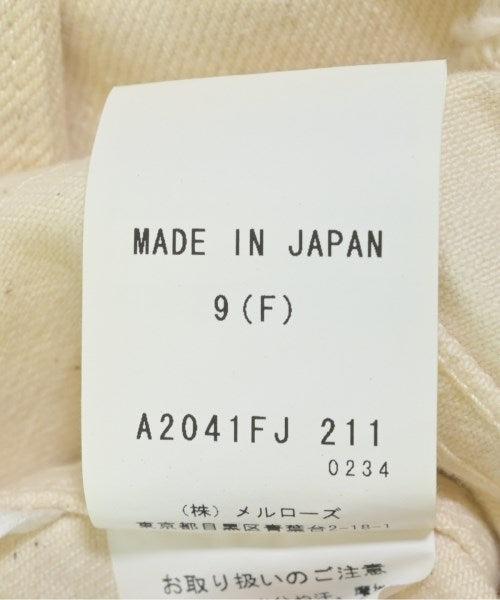 MADE IN JAPAN
9(F)
A2041FJ 211
0234
(株) メルローズ
東京都目黒区青葉台2-18-1
お取り扱いのご注意